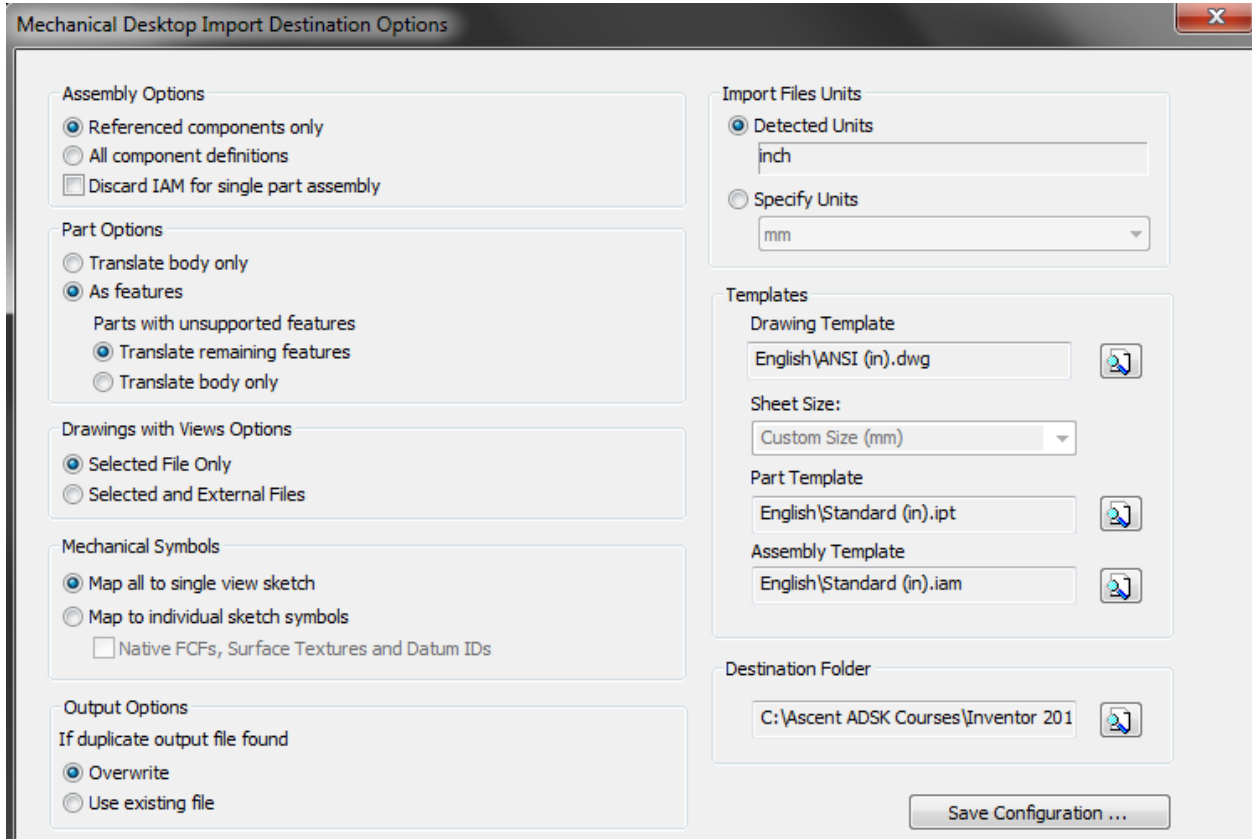 Mechanical Desktop Import Destination Options
Assembly Options
Referenced components only
All component definitions
Discard IAM for single part assembly
Part Options
Translate body only
As features
Parts with unsupported features
Translate remaining features
Translate body only
Drawings with Views Options
Selected File Only
Selected and External Files
Mechanical Symbols
Map all to single view sketch
Map to individual sketch symbols
Native FCFs, Surface Textures and Datum IDs
Output Options
If duplicate output file found
Overwrite
Use existing file
Import Files Units
Detected Units
inch
Specify Units
mm
Templates
Drawing Template
English\ANSI (in).dwg
Sheet Size:
Custom Size (mm)
Part Template
English\Standard (in).ipt
Assembly Template
English\Standard (in).iam
Destination Folder
C:\Ascent ADSK Courses\Inventor 201
Save Configuration ...